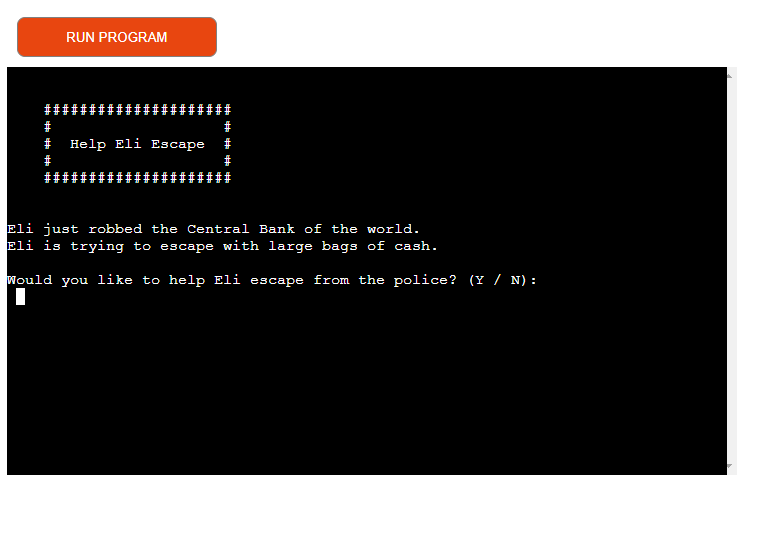 RUN PROGRAM
#####################
#                   #
#  Help Eli Escape  #
#                   #
#####################
Eli just robbed the Central Bank of the world.
Eli is trying to escape with large bags of cash.
Would you like to help Eli escape from the police? (Y / N):